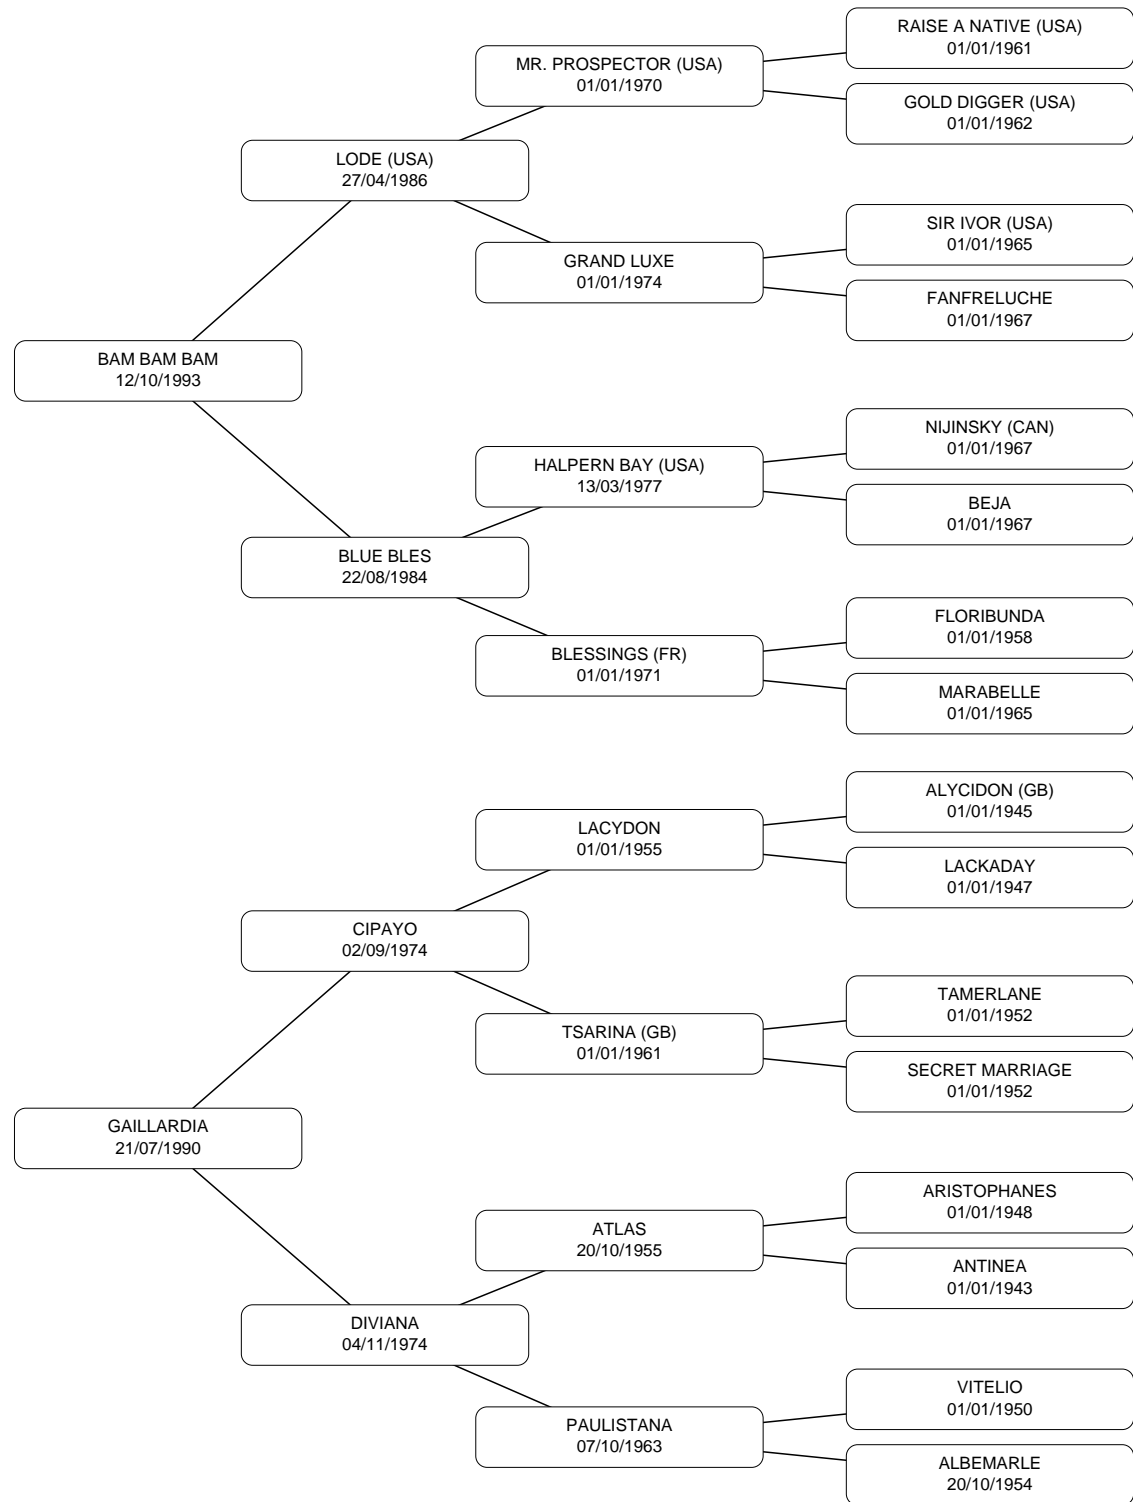 RAISE A NATIVE (USA)
01/01/1961
MR. PROSPECTOR (USA)
01/01/1970
GOLD DIGGER (USA)
01/01/1962
LODE (USA)
27/04/1986
SIR IVOR (USA)
01/01/1965
GRAND LUXE
01/01/1974
FANFRELUCHE
01/01/1967
BAM BAM BAM
12/10/1993
NIJINSKY (CAN)
01/01/1967
HALPERN BAY (USA)
13/03/1977
BEJA
01/01/1967
BLUE BLES
22/08/1984
FLORIBUNDA
01/01/1958
BLESSINGS (FR)
01/01/1971
MARABELLE
01/01/1965
ALYCIDON (GB)
01/01/1945
LACYDON
01/01/1955
LACKADAY
01/01/1947
CIPAYO
02/09/1974
TAMERLANE
01/01/1952
TSARINA (GB)
01/01/1961
SECRET MARRIAGE
01/01/1952
GAILLARDIA
21/07/1990
ARISTOPHANES
01/01/1948
ATLAS
20/10/1955
ANTINEA
01/01/1943
DIVIANA
04/11/1974
VITELIO
01/01/1950
PAULISTANA
07/10/1963
ALBEMARLE
20/10/1954